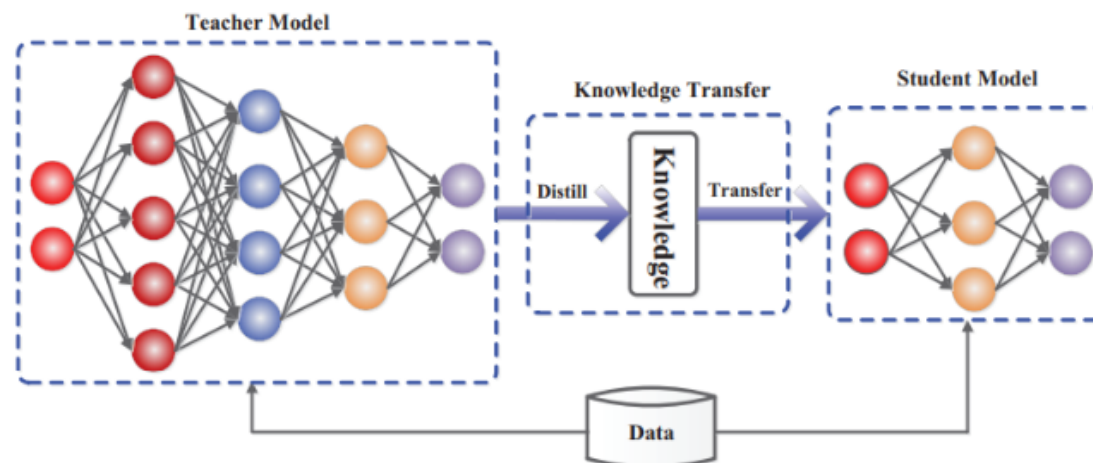 Teacher Model
Knowledge Transfer
Student Model
Distill
Knowledge
Transfer
Data